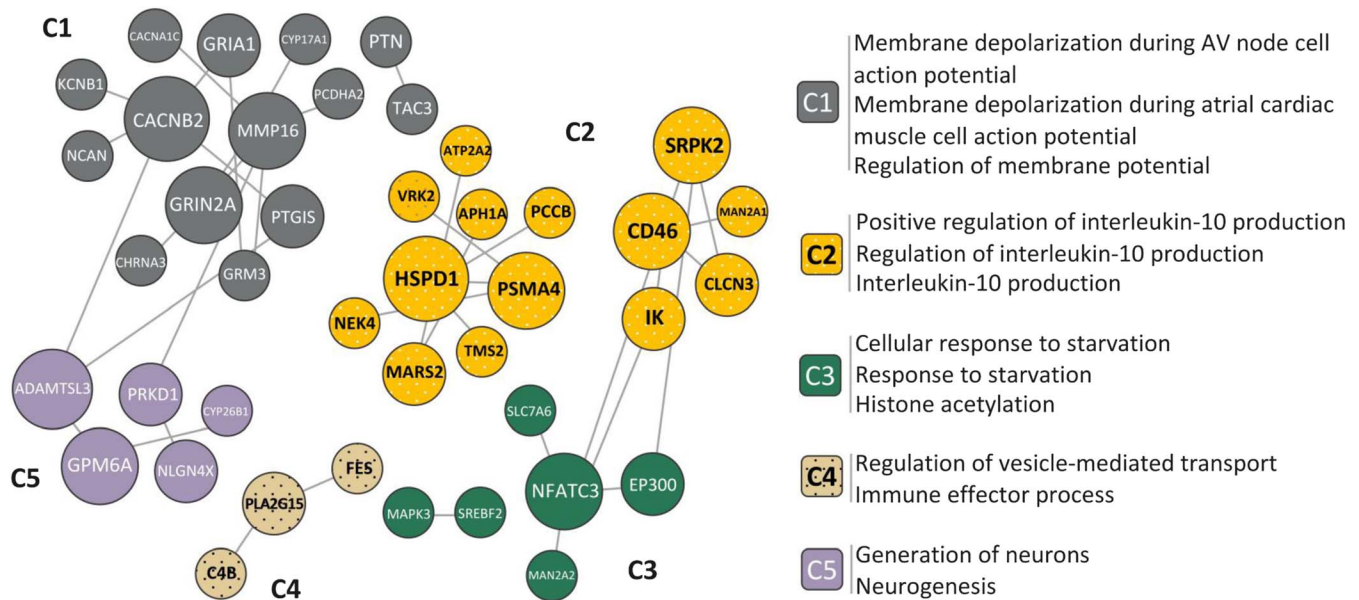 C1
CACNA1C
GRIA1
CYP17A1
PTN
KCNB1
PCDHA2
CACNB2
MMP16
TAC3
NCAN
GRIN2A
PTGIS
CHRNA3
GRM3
C2
ATP2A2
SRPK2
VRK2
APH1A
PCCB
MAN2A1
CD46
HSPD1
PSMA4
CLCN3
NEK4
IK
TMS2
MARS2
ADAMTSL3
PRKD1
CYP26B1
GPM6A
NLGN4X
C5
FES
PLA2G15
C4B
C4
SLC7A6
NFATC3
EP300
MAPK3
SREBF2
MAN2A2
C3
C1
Membrane depolarization during AV node cell
action potential
Membrane depolarization during atrial cardiac
muscle cell action potential
Regulation of membrane potential
C2
Positive regulation of interleukin-10 production
Regulation of interleukin-10 production
Interleukin-10 production
C3
Cellular response to starvation
Response to starvation
Histone acetylation
C4
Regulation of vesicle-mediated transport
Immune effector process
C5
Generation of neurons
Neurogenesis